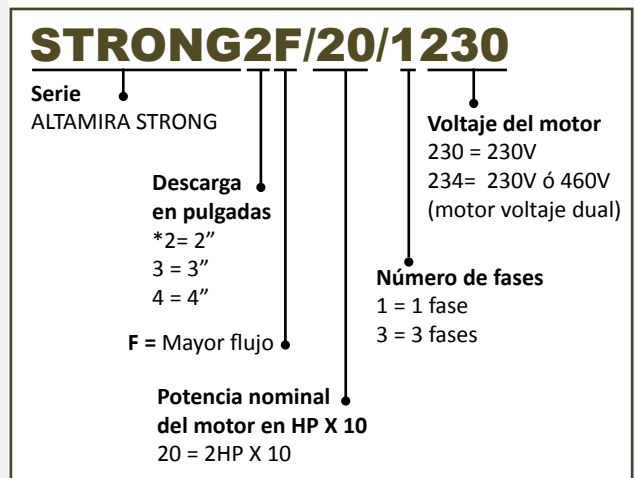 STRONG2F/20/1230
Serie
ALTAMIRA STRONG
Voltaje del motor
230 = 230V
234= 230V ó 460V
(motor voltaje dual)
Descarga
en pulgadas
*2= 2”
3 = 3”
4 = 4”
Número de fases
1 = 1 fase
3 = 3 fases
F = Mayor flujo
Potencia nominal
del motor en HP X 10
20 = 2HP X 10